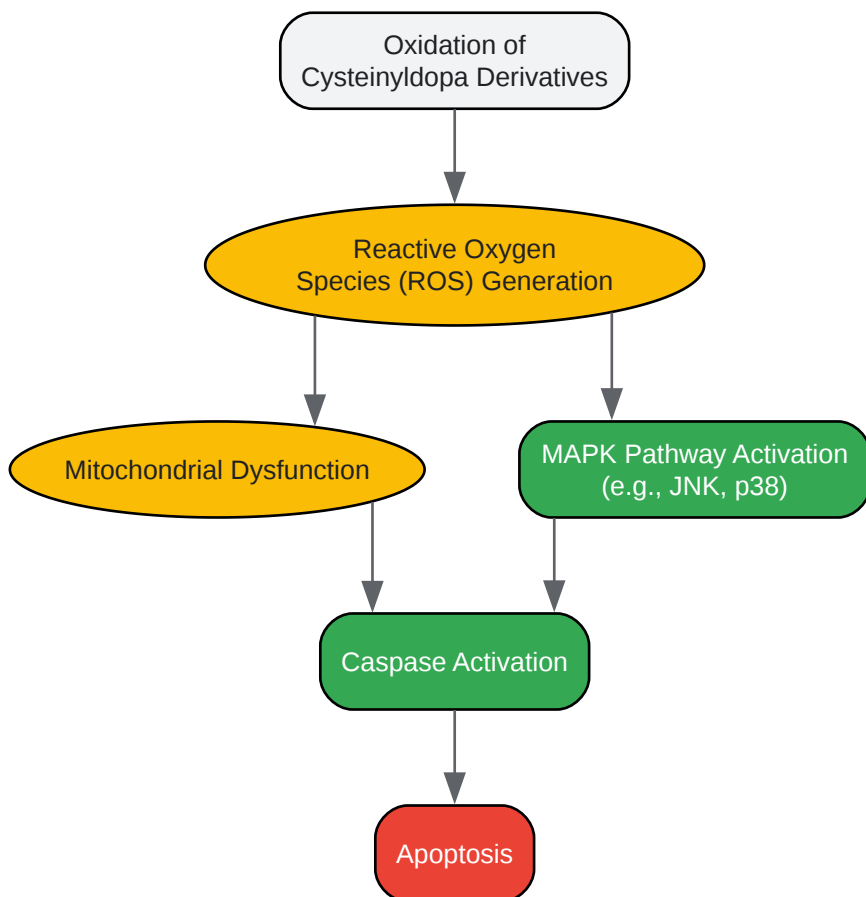 Oxidation of
Cysteinyldopa Derivatives
Reactive Oxygen
Species (ROS) Generation
Mitochondrial Dysfunction
MAPK Pathway Activation
(e.g., JNK, p38)
Caspase Activation
Apoptosis